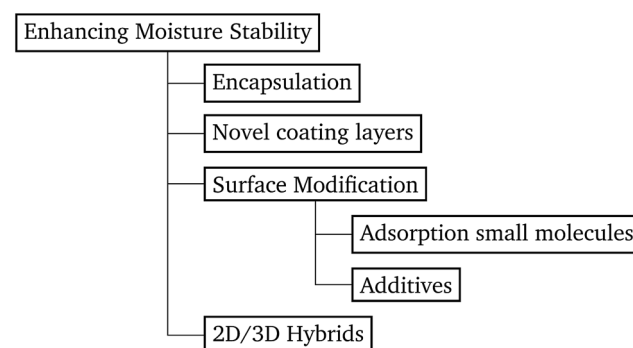 Enhancing Moisture Stability
Encapsulation
Novel coating layers
Surface Modification
Adsorption small molecules
Additives
2D/3D Hybrids